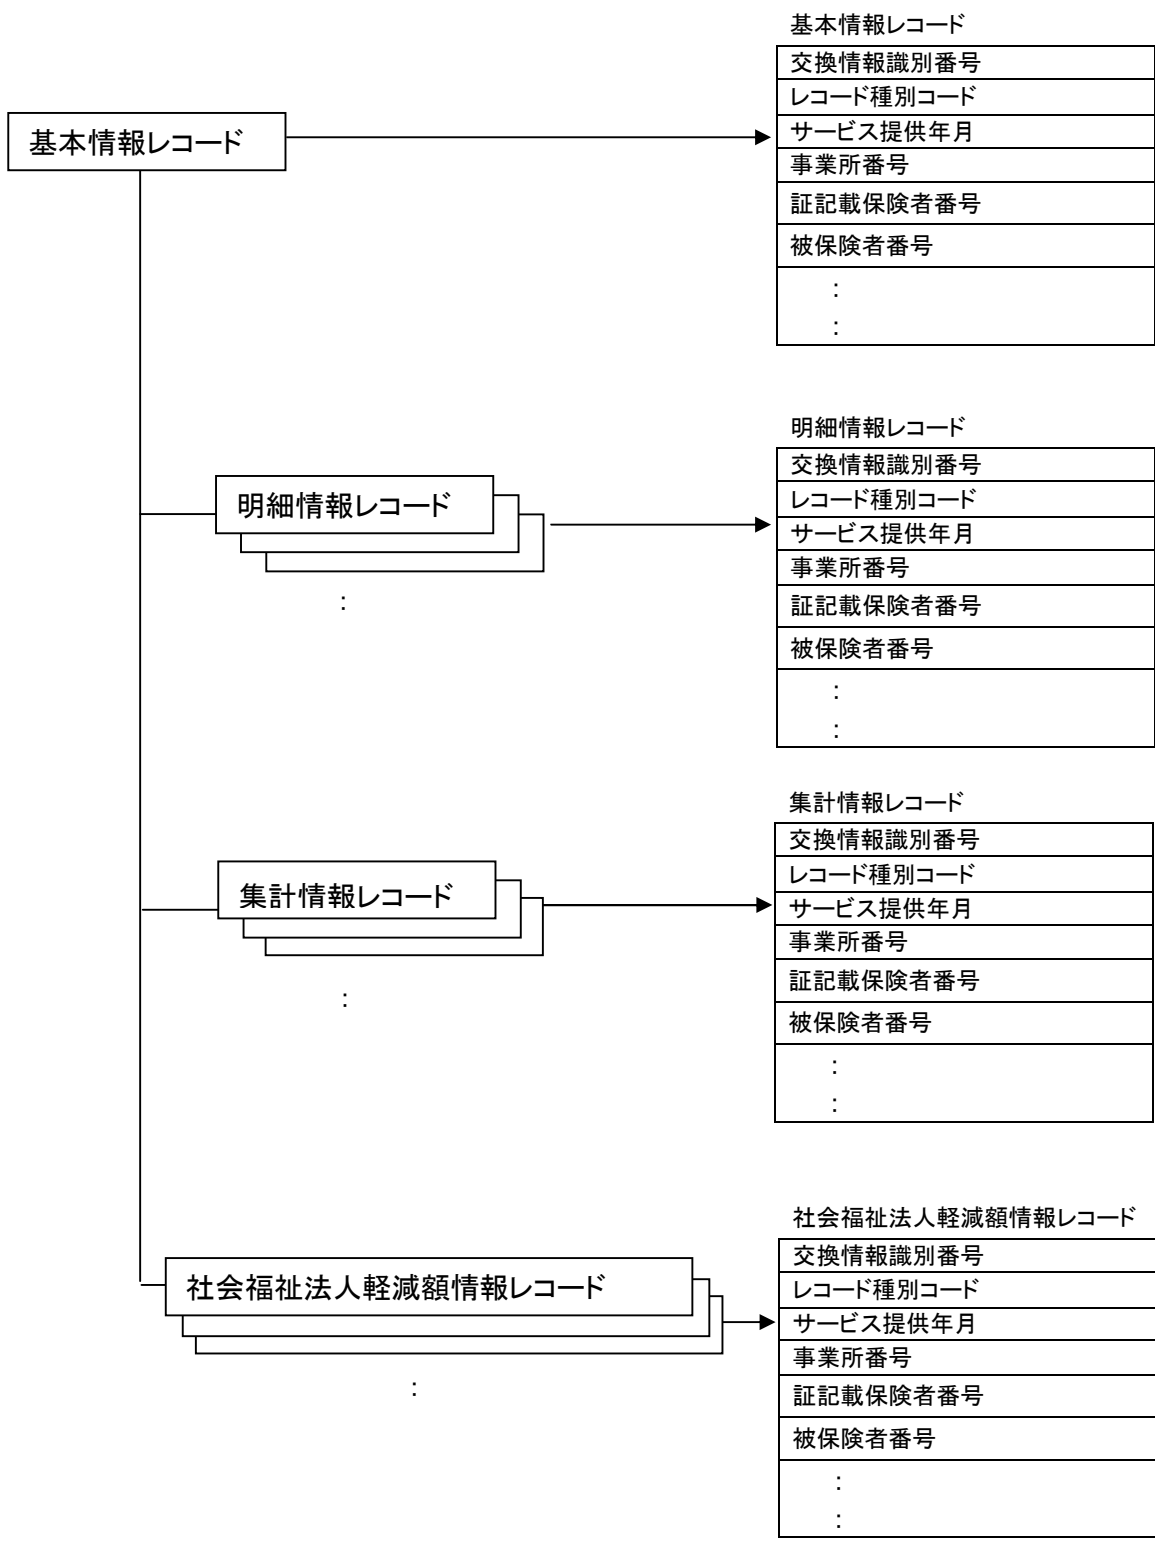 基本情報レコード
基本情報レコード
交換情報識別番号
レコード種別コード
サービス提供年月
事業所番号
証記載保険者番号
被保険者番号
:
:
明細情報レコード
:
明細情報レコード
交換情報識別番号
レコード種別コード
サービス提供年月
事業所番号
証記載保険者番号
被保険者番号
:
:
集計情報レコード
:
集計情報レコード
交換情報識別番号
レコード種別コード
サービス提供年月
事業所番号
証記載保険者番号
被保険者番号
:
:
社会福祉法人軽減額情報レコード
:
社会福祉法人軽減額情報レコード
交換情報識別番号
レコード種別コード
サービス提供年月
事業所番号
証記載保険者番号
被保険者番号
:
: